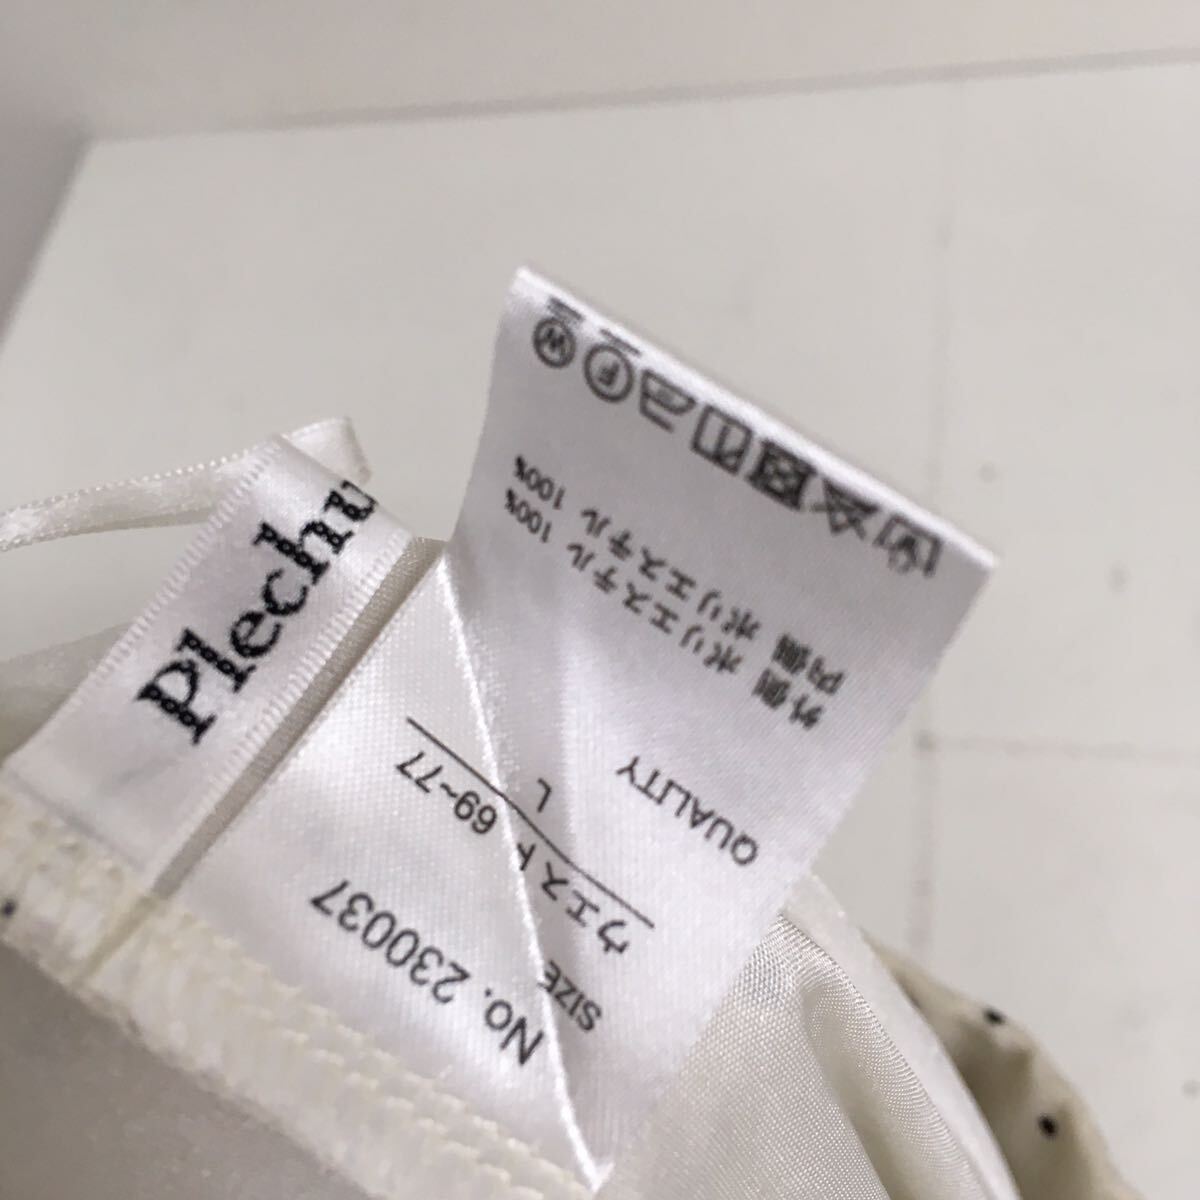 Plechu
No. 230037
SIZE
ウエスト 69~77
L
QUALITY
外側 ポリエステル 100%
内側 ポリエステル 100%
F
W